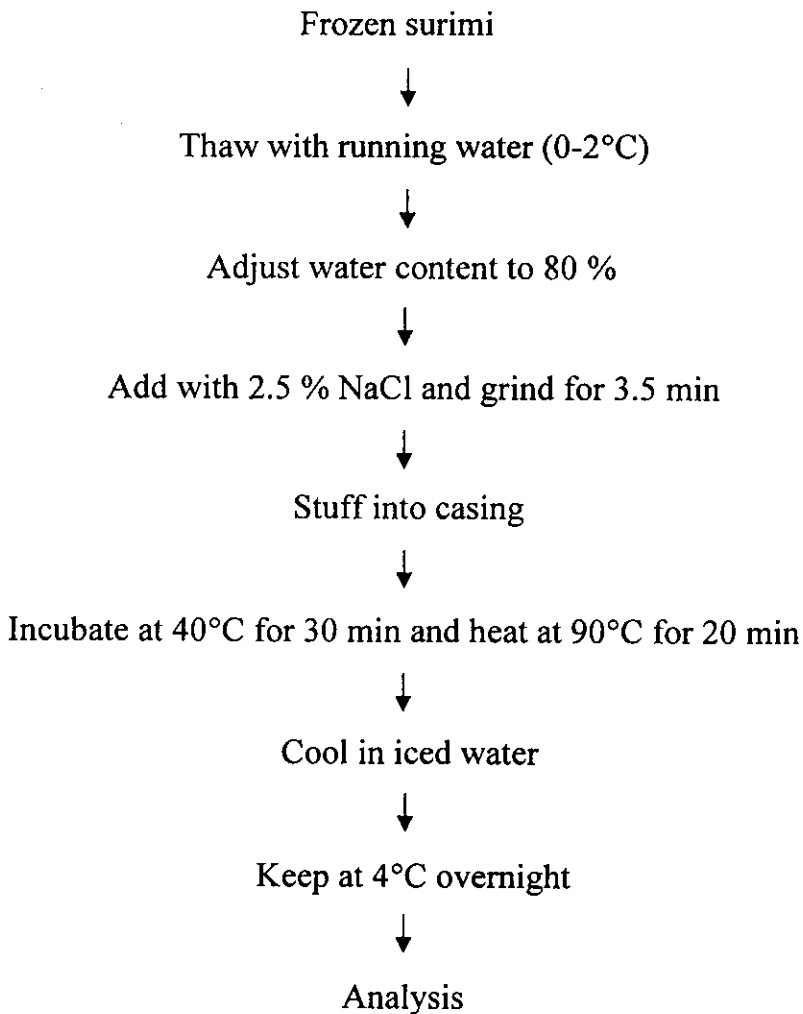 Frozen surimi
Thaw with running water (0-2°C)
Adjust water content to 80 %
Add with 2.5 % NaCl and grind for 3.5 min
Stuff into casing
Incubate at 40°C for 30 min and heat at 90°C for 20 min
Cool in iced water
Keep at 4°C overnight
Analysis